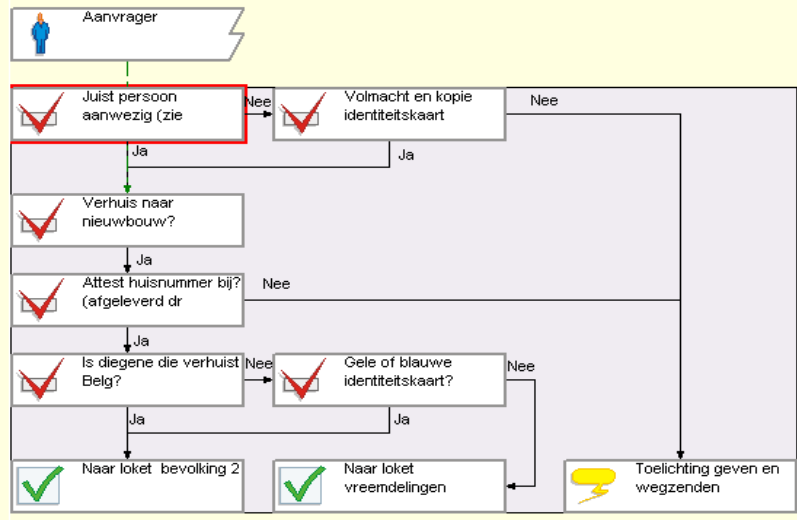 Aanvrager
Juist persoon
aanwezig (zie
Nee
Volmacht en kopie
identiteitskaart
Nee
Ja
Ja
Verhuis naar
nieuwbouw?
Ja
Attest huisnummer bij?
(afgeleverd dr
Nee
Ja
Is diegene die verhuist
Belg?
Nee
Gele of blauwe
identiteitskaart?
Nee
Ja
Ja
Naar loket bevolking 2
Naar loket
vreemdelingen
Toelichting geven en
wegzenden